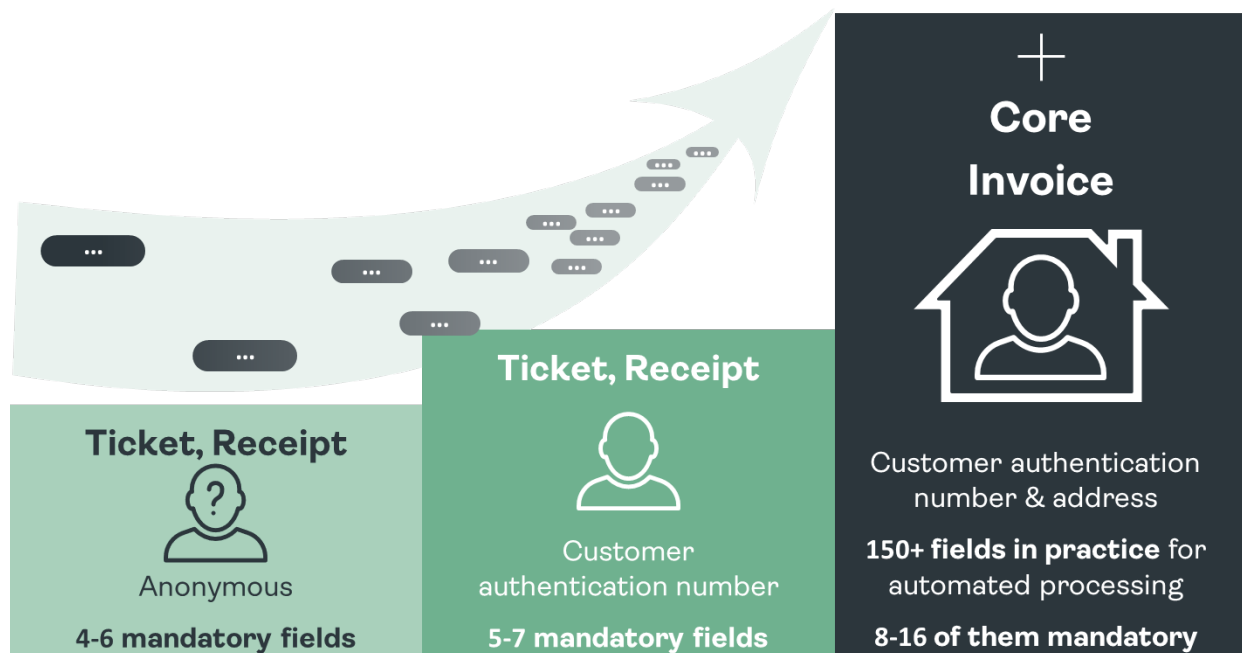 Ticket, Receipt
?
Anonymous
4-6 mandatory fields
Ticket, Receipt
Customer
authentication number
5-7 mandatory fields
+
Core
Invoice
Customer authentication
number & address
150+ fields in practice for
automated processing
8-16 of them mandatory